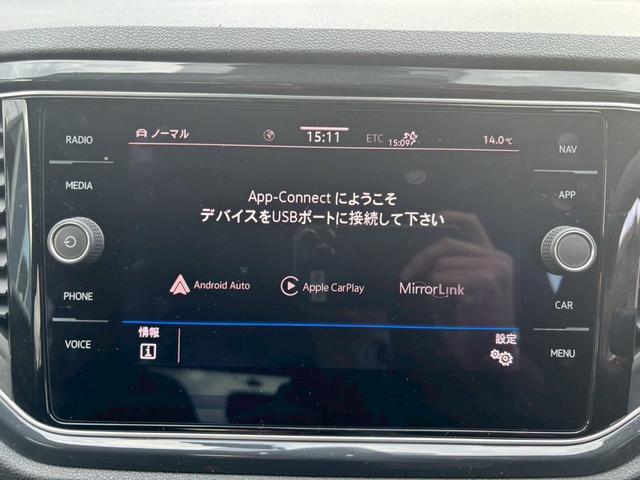 RADIO
MEDIA
PHONE
VOICE
ノーマル
15:11
ETC
15:09
14.0℃
App-Connect にようこそ
デバイスをUSBポートに接続して下さい
Android Auto
Apple CarPlay
MirrorLink
情報
設定
NAV
APP
CAR
MENU